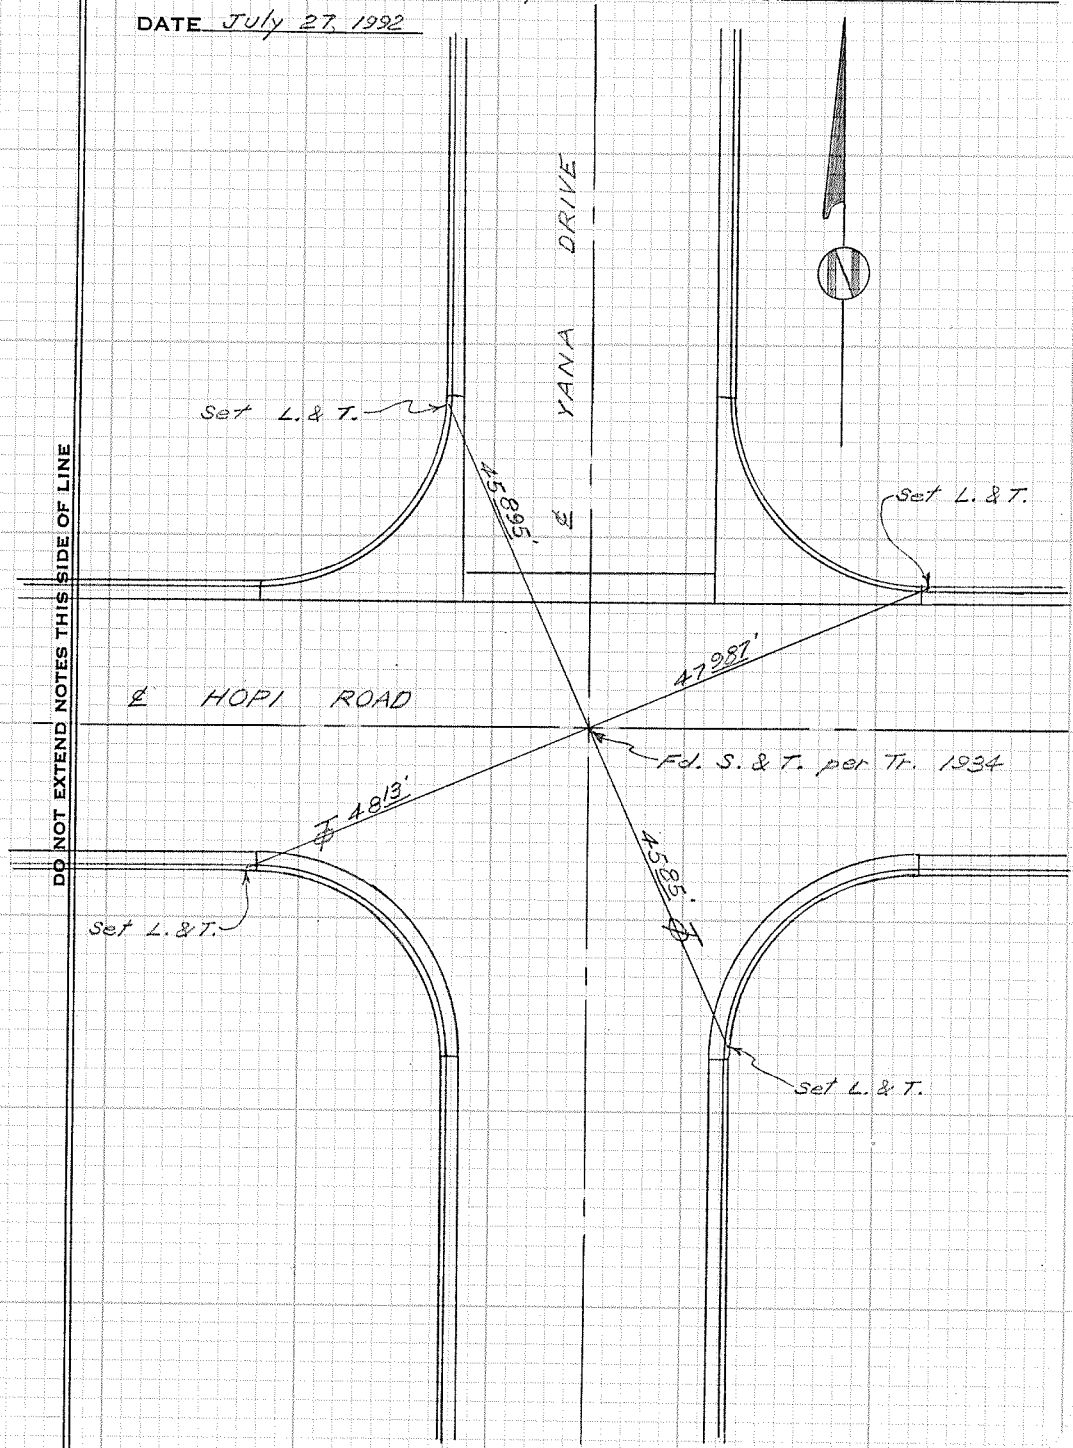 DATE July 27, 1992
YANA DRIVE
℄
N
Set L. & T.
45.895'
Set L. & T.
47.987'
℄ HOPI ROAD
Fd. S. & T. per Tr. 1934
48.13'
45.85'
Set L. & T.
Set L. & T.
DO NOT EXTEND NOTES THIS SIDE OF LINE